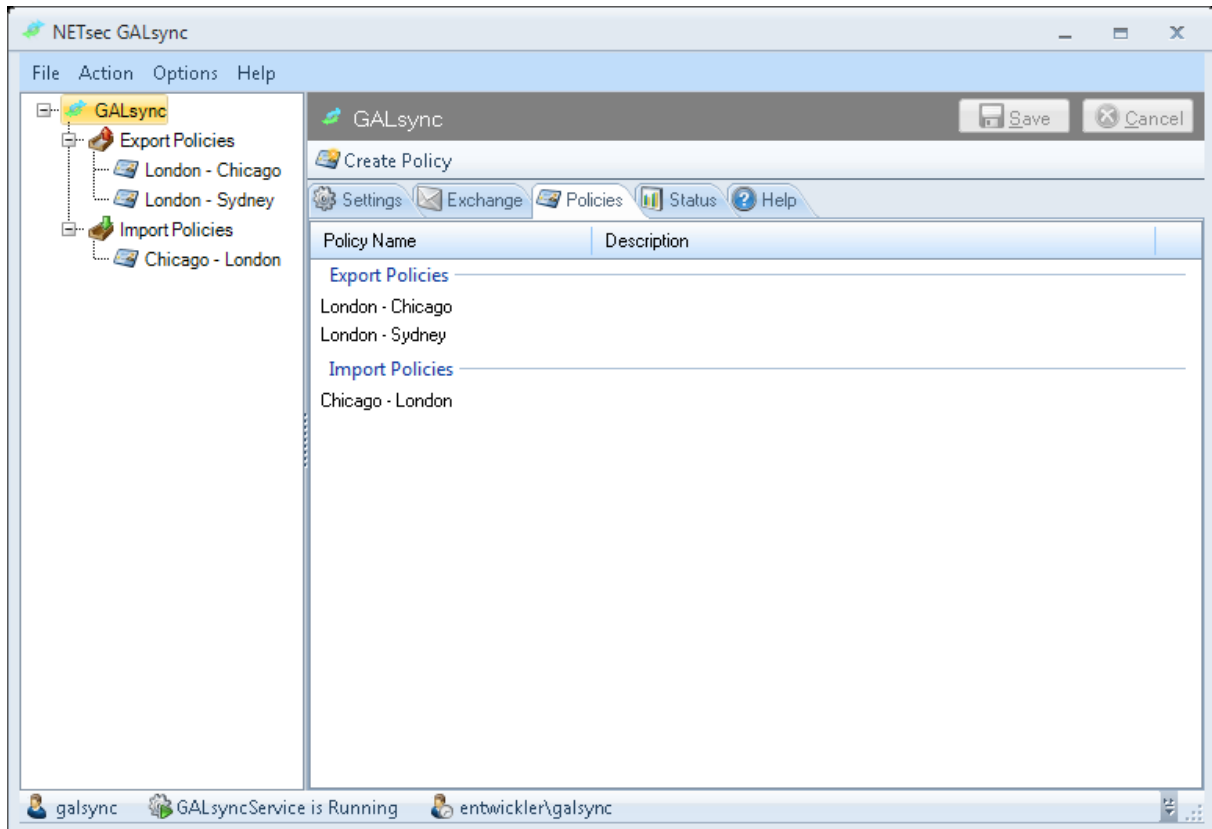 NETsec GALsync
File Action Options Help
GALsync
Export Policies
London - Chicago
London - Sydney
Import Policies
Chicago - London
GALsync
Save
Cancel
Create Policy
Settings Exchange Policies Status Help
Policy Name Description
Export Policies
London - Chicago
London - Sydney
Import Policies
Chicago - London
galsync GALsyncService is Running entwickler\galsync